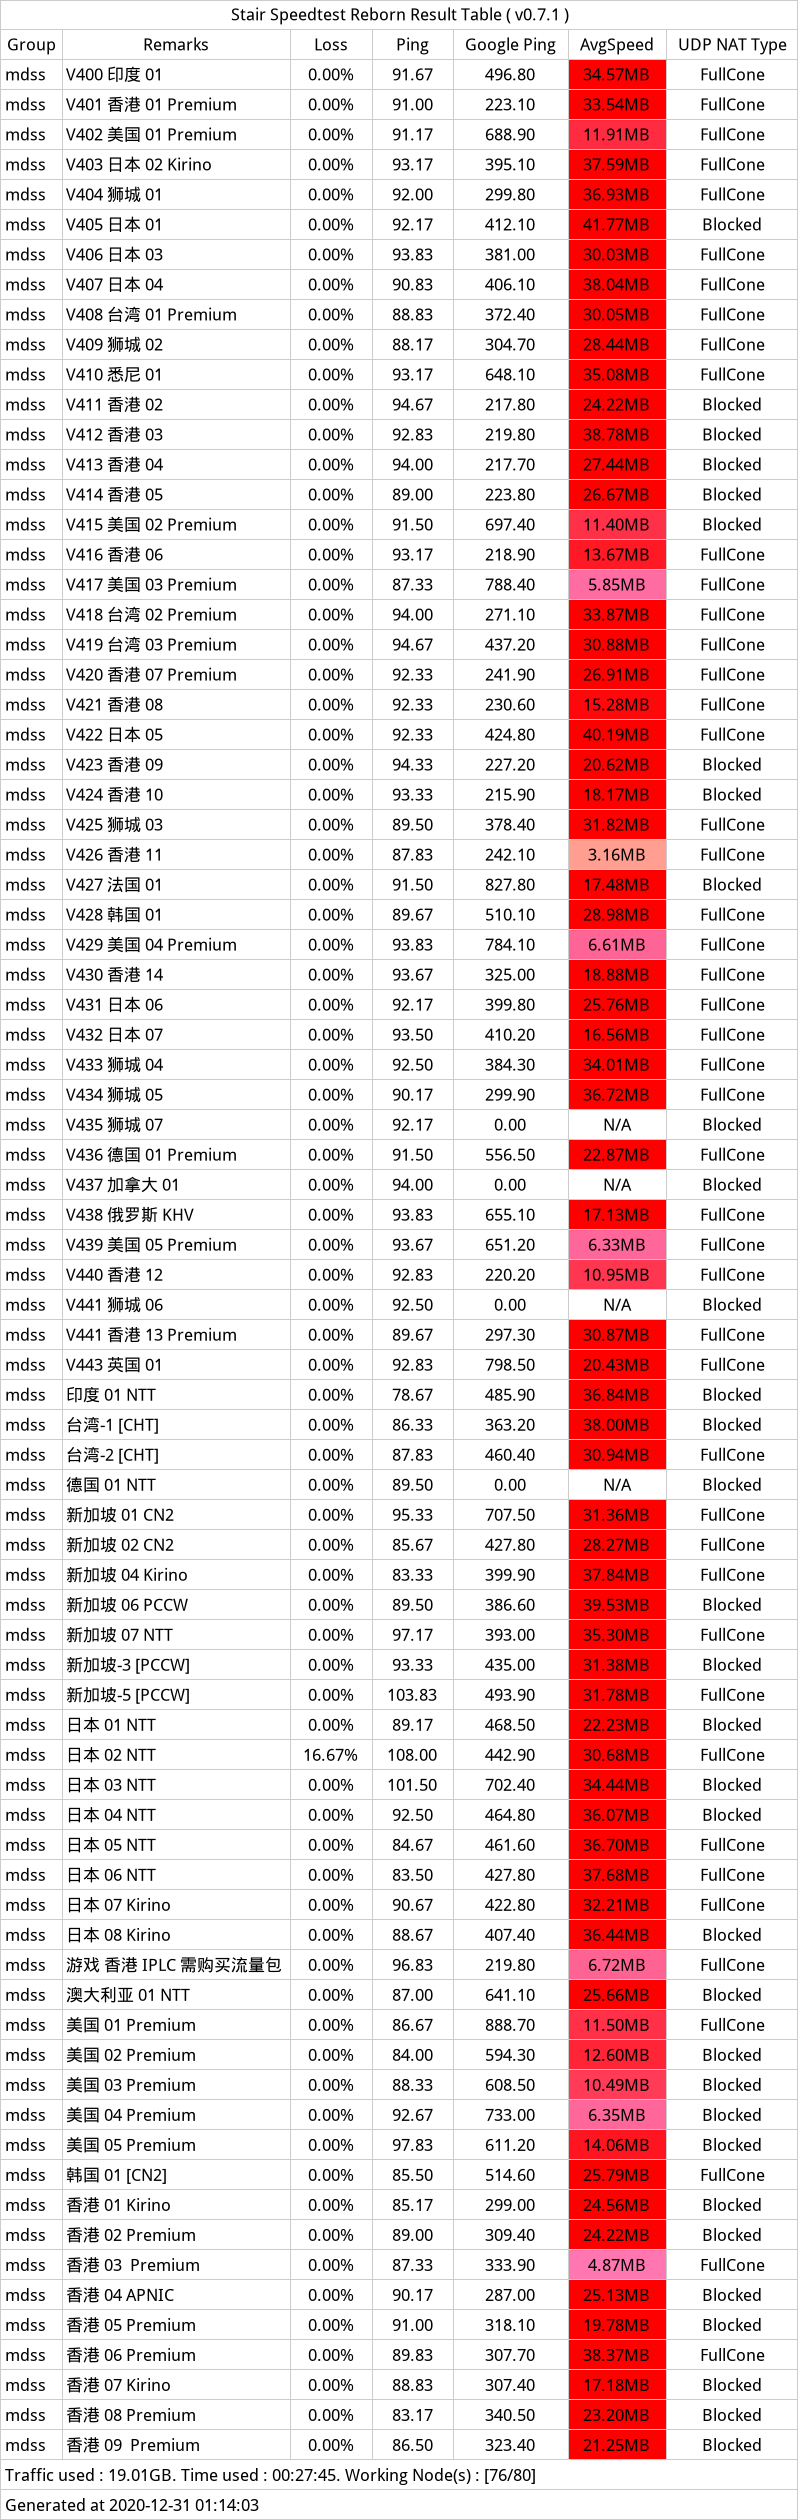 Stair Speedtest Reborn Result Table ( v0.7.1 )
Group Remarks Loss Ping Google Ping AvgSpeed UDP NAT Type
mdss V400 印度 01 0.00% 91.67 496.80 34.57MB FullCone
mdss V401 香港 01 Premium 0.00% 91.00 223.10 33.54MB FullCone
mdss V402 美国 01 Premium 0.00% 91.17 688.90 11.91MB FullCone
mdss V403 日本 02 Kirino 0.00% 93.17 395.10 37.59MB FullCone
mdss V404 狮城 01 0.00% 92.00 299.80 36.93MB FullCone
mdss V405 日本 01 0.00% 92.17 412.10 41.77MB Blocked
mdss V406 日本 03 0.00% 93.83 381.00 30.03MB FullCone
mdss V407 日本 04 0.00% 90.83 406.10 38.04MB FullCone
mdss V408 台湾 01 Premium 0.00% 88.83 372.40 30.05MB FullCone
mdss V409 狮城 02 0.00% 88.17 304.70 28.44MB FullCone
mdss V410 悉尼 01 0.00% 93.17 648.10 35.08MB FullCone
mdss V411 香港 02 0.00% 94.67 217.80 24.22MB Blocked
mdss V412 香港 03 0.00% 92.83 219.80 38.78MB Blocked
mdss V413 香港 04 0.00% 94.00 217.70 27.44MB Blocked
mdss V414 香港 05 0.00% 89.00 223.80 26.67MB Blocked
mdss V415 美国 02 Premium 0.00% 91.50 697.40 11.40MB Blocked
mdss V416 香港 06 0.00% 93.17 218.90 13.67MB FullCone
mdss V417 美国 03 Premium 0.00% 87.33 788.40 5.85MB FullCone
mdss V418 台湾 02 Premium 0.00% 94.00 271.10 33.87MB FullCone
mdss V419 台湾 03 Premium 0.00% 94.67 437.20 30.88MB FullCone
mdss V420 香港 07 Premium 0.00% 92.33 241.90 26.91MB FullCone
mdss V421 香港 08 0.00% 92.33 230.60 15.28MB FullCone
mdss V422 日本 05 0.00% 92.33 424.80 40.19MB FullCone
mdss V423 香港 09 0.00% 94.33 227.20 20.62MB Blocked
mdss V424 香港 10 0.00% 93.33 215.90 18.17MB Blocked
mdss V425 狮城 03 0.00% 89.50 378.40 31.82MB FullCone
mdss V426 香港 11 0.00% 87.83 242.10 3.16MB FullCone
mdss V427 法国 01 0.00% 91.50 827.80 17.48MB Blocked
mdss V428 韩国 01 0.00% 89.67 510.10 28.98MB FullCone
mdss V429 美国 04 Premium 0.00% 93.83 784.10 6.61MB FullCone
mdss V430 香港 14 0.00% 93.67 325.00 18.88MB FullCone
mdss V431 日本 06 0.00% 92.17 399.80 25.76MB FullCone
mdss V432 日本 07 0.00% 93.50 410.20 16.56MB FullCone
mdss V433 狮城 04 0.00% 92.50 384.30 34.01MB FullCone
mdss V434 狮城 05 0.00% 90.17 299.90 36.72MB FullCone
mdss V435 狮城 07 0.00% 92.17 0.00 N/A Blocked
mdss V436 德国 01 Premium 0.00% 91.50 556.50 22.87MB FullCone
mdss V437 加拿大 01 0.00% 94.00 0.00 N/A Blocked
mdss V438 俄罗斯 KHV 0.00% 93.83 655.10 17.13MB FullCone
mdss V439 美国 05 Premium 0.00% 93.67 651.20 6.33MB FullCone
mdss V440 香港 12 0.00% 92.83 220.20 10.95MB FullCone
mdss V441 狮城 06 0.00% 92.50 0.00 N/A Blocked
mdss V441 香港 13 Premium 0.00% 89.67 297.30 30.87MB FullCone
mdss V443 英国 01 0.00% 92.83 798.50 20.43MB FullCone
mdss 印度 01 NTT 0.00% 78.67 485.90 36.84MB Blocked
mdss 台湾-1 [CHT] 0.00% 86.33 363.20 38.00MB Blocked
mdss 台湾-2 [CHT] 0.00% 87.83 460.40 30.94MB FullCone
mdss 德国 01 NTT 0.00% 89.50 0.00 N/A Blocked
mdss 新加坡 01 CN2 0.00% 95.33 707.50 31.36MB FullCone
mdss 新加坡 02 CN2 0.00% 85.67 427.80 28.27MB FullCone
mdss 新加坡 04 Kirino 0.00% 83.33 399.90 37.84MB FullCone
mdss 新加坡 06 PCCW 0.00% 89.50 386.60 39.53MB Blocked
mdss 新加坡 07 NTT 0.00% 97.17 393.00 35.30MB FullCone
mdss 新加坡-3 [PCCW] 0.00% 93.33 435.00 31.38MB Blocked
mdss 新加坡-5 [PCCW] 0.00% 103.83 493.90 31.78MB FullCone
mdss 日本 01 NTT 0.00% 89.17 468.50 22.23MB Blocked
mdss 日本 02 NTT 16.67% 108.00 442.90 30.68MB FullCone
mdss 日本 03 NTT 0.00% 101.50 702.40 34.44MB Blocked
mdss 日本 04 NTT 0.00% 92.50 464.80 36.07MB Blocked
mdss 日本 05 NTT 0.00% 84.67 461.60 36.70MB FullCone
mdss 日本 06 NTT 0.00% 83.50 427.80 37.68MB FullCone
mdss 日本 07 Kirino 0.00% 90.67 422.80 32.21MB FullCone
mdss 日本 08 Kirino 0.00% 88.67 407.40 36.44MB Blocked
mdss 游戏 香港 IPLC 需购买流量包 0.00% 96.83 219.80 6.72MB FullCone
mdss 澳大利亚 01 NTT 0.00% 87.00 641.10 25.66MB Blocked
mdss 美国 01 Premium 0.00% 86.67 888.70 11.50MB FullCone
mdss 美国 02 Premium 0.00% 84.00 594.30 12.60MB Blocked
mdss 美国 03 Premium 0.00% 88.33 608.50 10.49MB Blocked
mdss 美国 04 Premium 0.00% 92.67 733.00 6.35MB Blocked
mdss 美国 05 Premium 0.00% 97.83 611.20 14.06MB Blocked
mdss 韩国 01 [CN2] 0.00% 85.50 514.60 25.79MB FullCone
mdss 香港 01 Kirino 0.00% 85.17 299.00 24.56MB Blocked
mdss 香港 02 Premium 0.00% 89.00 309.40 24.22MB Blocked
mdss 香港 03  Premium 0.00% 87.33 333.90 4.87MB FullCone
mdss 香港 04 APNIC 0.00% 90.17 287.00 25.13MB Blocked
mdss 香港 05 Premium 0.00% 91.00 318.10 19.78MB Blocked
mdss 香港 06 Premium 0.00% 89.83 307.70 38.37MB FullCone
mdss 香港 07 Kirino 0.00% 88.83 307.40 17.18MB Blocked
mdss 香港 08 Premium 0.00% 83.17 340.50 23.20MB Blocked
mdss 香港 09  Premium 0.00% 86.50 323.40 21.25MB Blocked
Traffic used : 19.01GB. Time used : 00:27:45. Working Node(s) : [76/80]
Generated at 2020-12-31 01:14:03